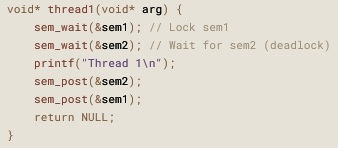 void* thread1(void* arg) {
    sem_wait(&sem1); // Lock sem1
    sem_wait(&sem2); // Wait for sem2 (deadlock)
    printf("Thread 1\n");
    sem_post(&sem2);
    sem_post(&sem1);
    return NULL;
}